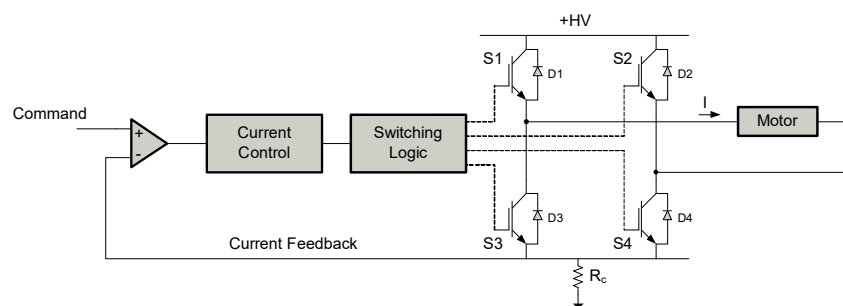 +HV
S1
D1
S2
D2
Command
+
-
Current
Control
Switching
Logic
I
Motor
S3
D3
S4
D4
Current Feedback
Rc